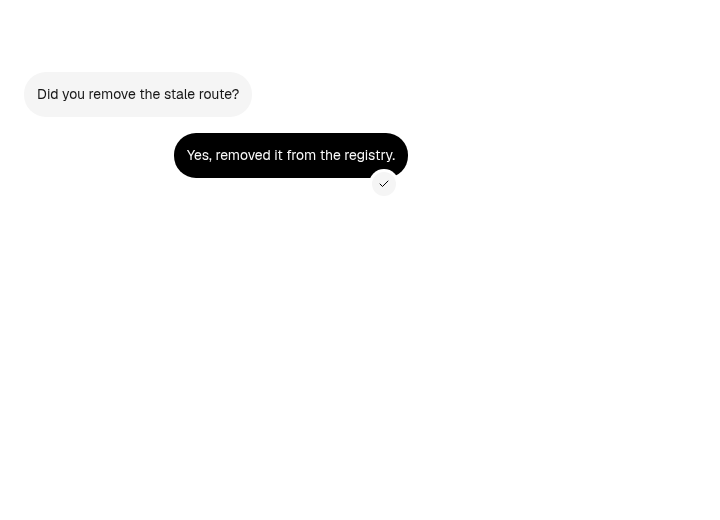 Did you remove the stale route?
Yes, removed it from the registry.